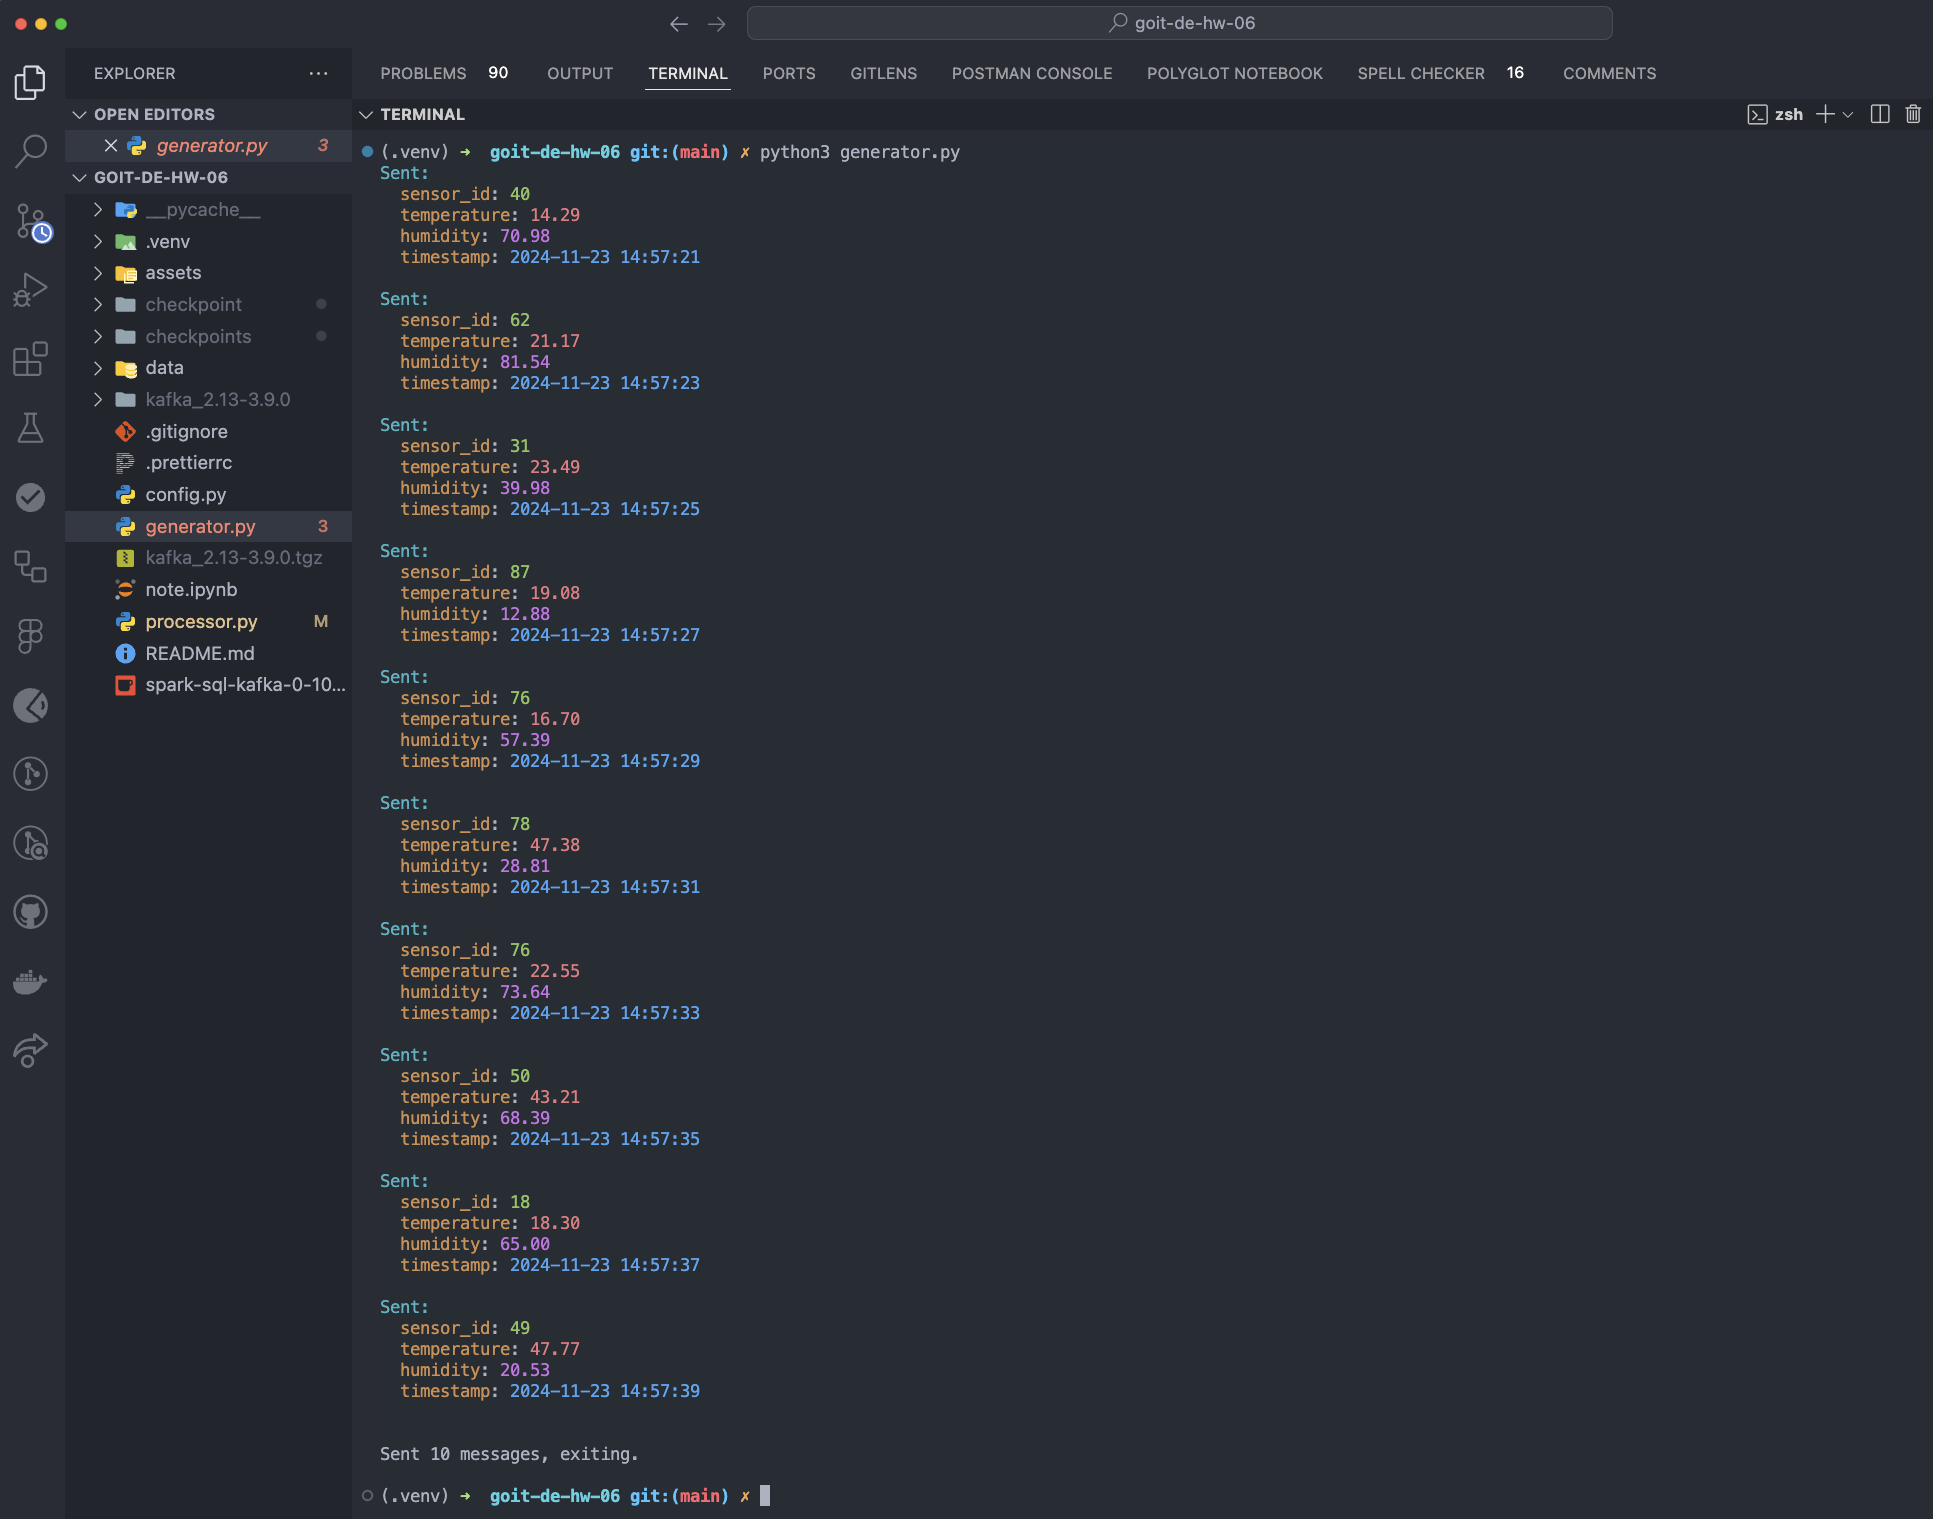 goit-de-hw-06
EXPLORER
OPEN EDITORS
generator.py 3
GOIT-DE-HW-06
__pycache__
.venv
assets
checkpoint
checkpoints
data
kafka_2.13-3.9.0
.gitignore
.prettierrc
config.py
generator.py 3
kafka_2.13-3.9.0.tgz
note.ipynb
processor.py M
README.md
spark-sql-kafka-0-10...
PROBLEMS 90 OUTPUT TERMINAL PORTS GITLENS POSTMAN CONSOLE POLYGLOT NOTEBOOK SPELL CHECKER 16 COMMENTS
TERMINAL
zsh
(.venv) ➜ goit-de-hw-06 git:(main) ✗ python3 generator.py
Sent:
sensor_id: 40
temperature: 14.29
humidity: 70.98
timestamp: 2024-11-23 14:57:21
Sent:
sensor_id: 62
temperature: 21.17
humidity: 81.54
timestamp: 2024-11-23 14:57:23
Sent:
sensor_id: 31
temperature: 23.49
humidity: 39.98
timestamp: 2024-11-23 14:57:25
Sent:
sensor_id: 87
temperature: 19.08
humidity: 12.88
timestamp: 2024-11-23 14:57:27
Sent:
sensor_id: 76
temperature: 16.70
humidity: 57.39
timestamp: 2024-11-23 14:57:29
Sent:
sensor_id: 78
temperature: 47.38
humidity: 28.81
timestamp: 2024-11-23 14:57:31
Sent:
sensor_id: 76
temperature: 22.55
humidity: 73.64
timestamp: 2024-11-23 14:57:33
Sent:
sensor_id: 50
temperature: 43.21
humidity: 68.39
timestamp: 2024-11-23 14:57:35
Sent:
sensor_id: 18
temperature: 18.30
humidity: 65.00
timestamp: 2024-11-23 14:57:37
Sent:
sensor_id: 49
temperature: 47.77
humidity: 20.53
timestamp: 2024-11-23 14:57:39
Sent 10 messages, exiting.
(.venv) ➜ goit-de-hw-06 git:(main) ✗